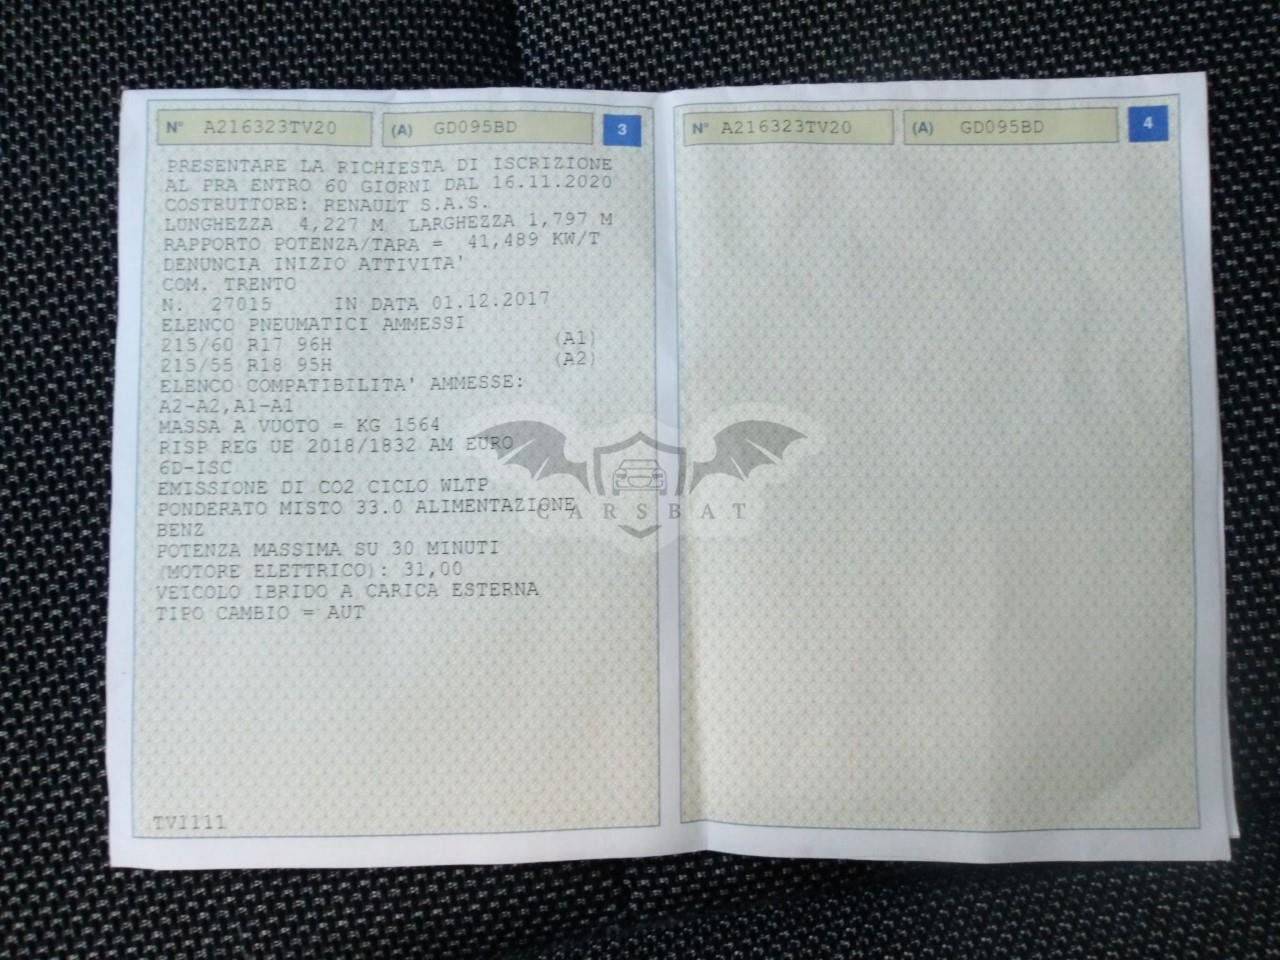 N° A216323TV20 (A) GD095BD 3
PRESENTARE LA RICHIESTA DI ISCRIZIONE
AL PRA ENTRO 60 GIORNI DAL 16.11.2020
COSTRUTTORE: RENAULT S.A.S.
LUNGHEZZA 4,227 M LARGHEZZA 1,797 M
RAPPORTO POTENZA/TARA = 41,489 KW/T
DENUNCIA INIZIO ATTIVITA'
COM. TRENTO
N. 27015 IN DATA 01.12.2017
ELENCO PNEUMATICI AMMESSI
215/60 R17 96H (A1)
215/55 R18 95H (A2)
ELENCO COMPATIBILITA' AMMESSE:
A2-A2,A1-A1
MASSA A VUOTO = KG 1564
RISP REG UE 2018/1832 AM EURO
6D-ISC
EMISSIONE DI CO2 CICLO WLTP
PONDERATO MISTO 33.0 ALIMENTAZIONE
BENZ
POTENZA MASSIMA SU 30 MINUTI
(MOTORE ELETTRICO): 31,00
VEICOLO IBRIDO A CARICA ESTERNA
TIPO CAMBIO = AUT
TVI111
N° A216323TV20 (A) GD095BD 4
CARSBAT